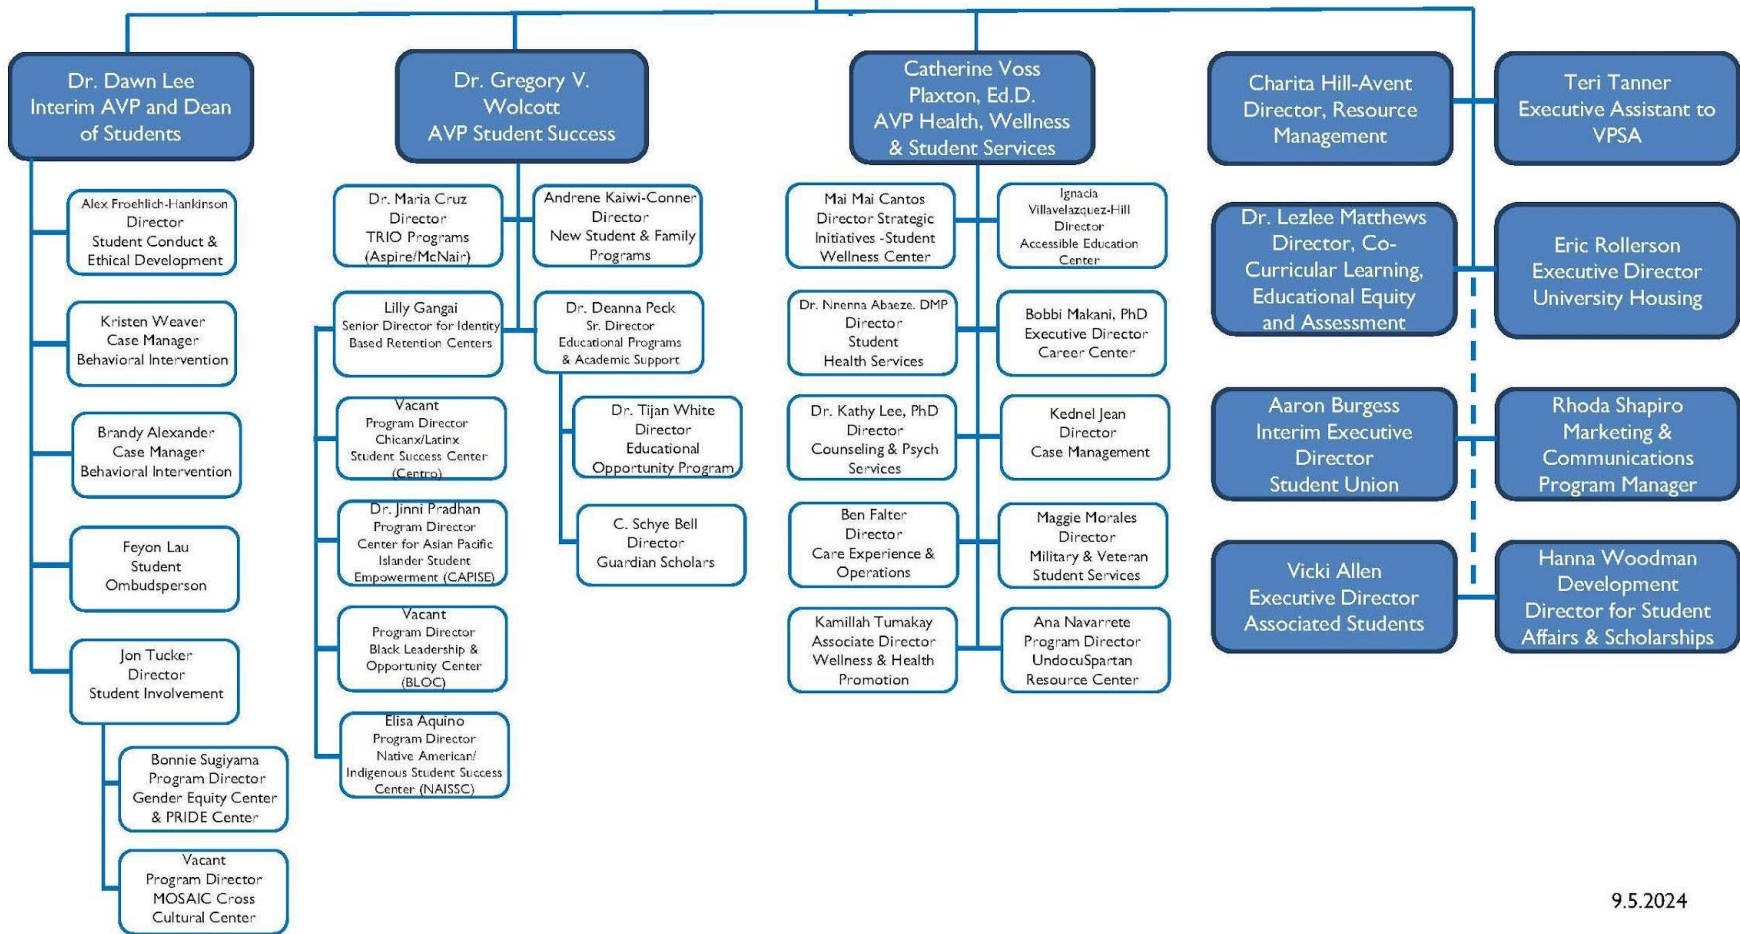 Dr. Dawn Lee
Interim AVP and Dean
of Students
Alex Froehlich-Hankinson
Director
Student Conduct &
Ethical Development
Kristen Weaver
Case Manager
Behavioral Intervention
Brandy Alexander
Case Manager
Behavioral Intervention
Feyon Lau
Student
Ombudsperson
Jon Tucker
Director
Student Involvement
Bonnie Sugiyama
Program Director
Gender Equity Center
& PRIDE Center
Vacant
Program Director
MOSAIC Cross
Cultural Center
Dr. Gregory V.
Wolcott
AVP Student Success
Dr. Maria Cruz
Director
TRIO Programs
(Aspire/McNair)
Andrene Kaiwi-Conner
Director
New Student & Family
Programs
Lilly Gangai
Senior Director for Identity
Based Retention Centers
Vacant
Program Director
Chicanx/Latinx
Student Success Center
(Centro)
Dr. Jinni Pradhan
Program Director
Center for Asian Pacific
Islander Student
Empowerment (CAPISE)
Vacant
Program Director
Black Leadership &
Opportunity Center
(BLOC)
Elisa Aquino
Program Director
Native American/
Indigenous Student Success
Center (NAISSC)
Dr. Deanna Peck
Sr. Director
Educational Programs
& Academic Support
Dr. Tijan White
Director
Educational
Opportunity Program
C. Schye Bell
Director
Guardian Scholars
Catherine Voss
Plaxton, Ed.D.
AVP Health, Wellness
& Student Services
Mai Mai Cantos
Director Strategic
Initiatives -Student
Wellness Center
Ignacia
Villavelazquez-Hill
Director
Accessible Education
Center
Dr. Nnenna Abaeze. DMP
Director
Student
Health Services
Bobbi Makani, PhD
Executive Director
Career Center
Dr. Kathy Lee, PhD
Director
Counseling & Psych
Services
Kednel Jean
Director
Case Management
Ben Falter
Director
Care Experience &
Operations
Maggie Morales
Director
Military & Veteran
Student Services
Kamillah Tumakay
Associate Director
Wellness & Health
Promotion
Ana Navarrete
Program Director
UndocuSpartan
Resource Center
Charita Hill-Avent
Director, Resource
Management
Teri Tanner
Executive Assistant to
VPSA
Dr. Lezlee Matthews
Director, Co-
Curricular Learning,
Educational Equity
and Assessment
Eric Rollerson
Executive Director
University Housing
Aaron Burgess
Interim Executive
Director
Student Union
Rhoda Shapiro
Marketing &
Communications
Program Manager
Vicki Allen
Executive Director
Associated Students
Hanna Woodman
Development
Director for Student
Affairs & Scholarships
9.5.2024